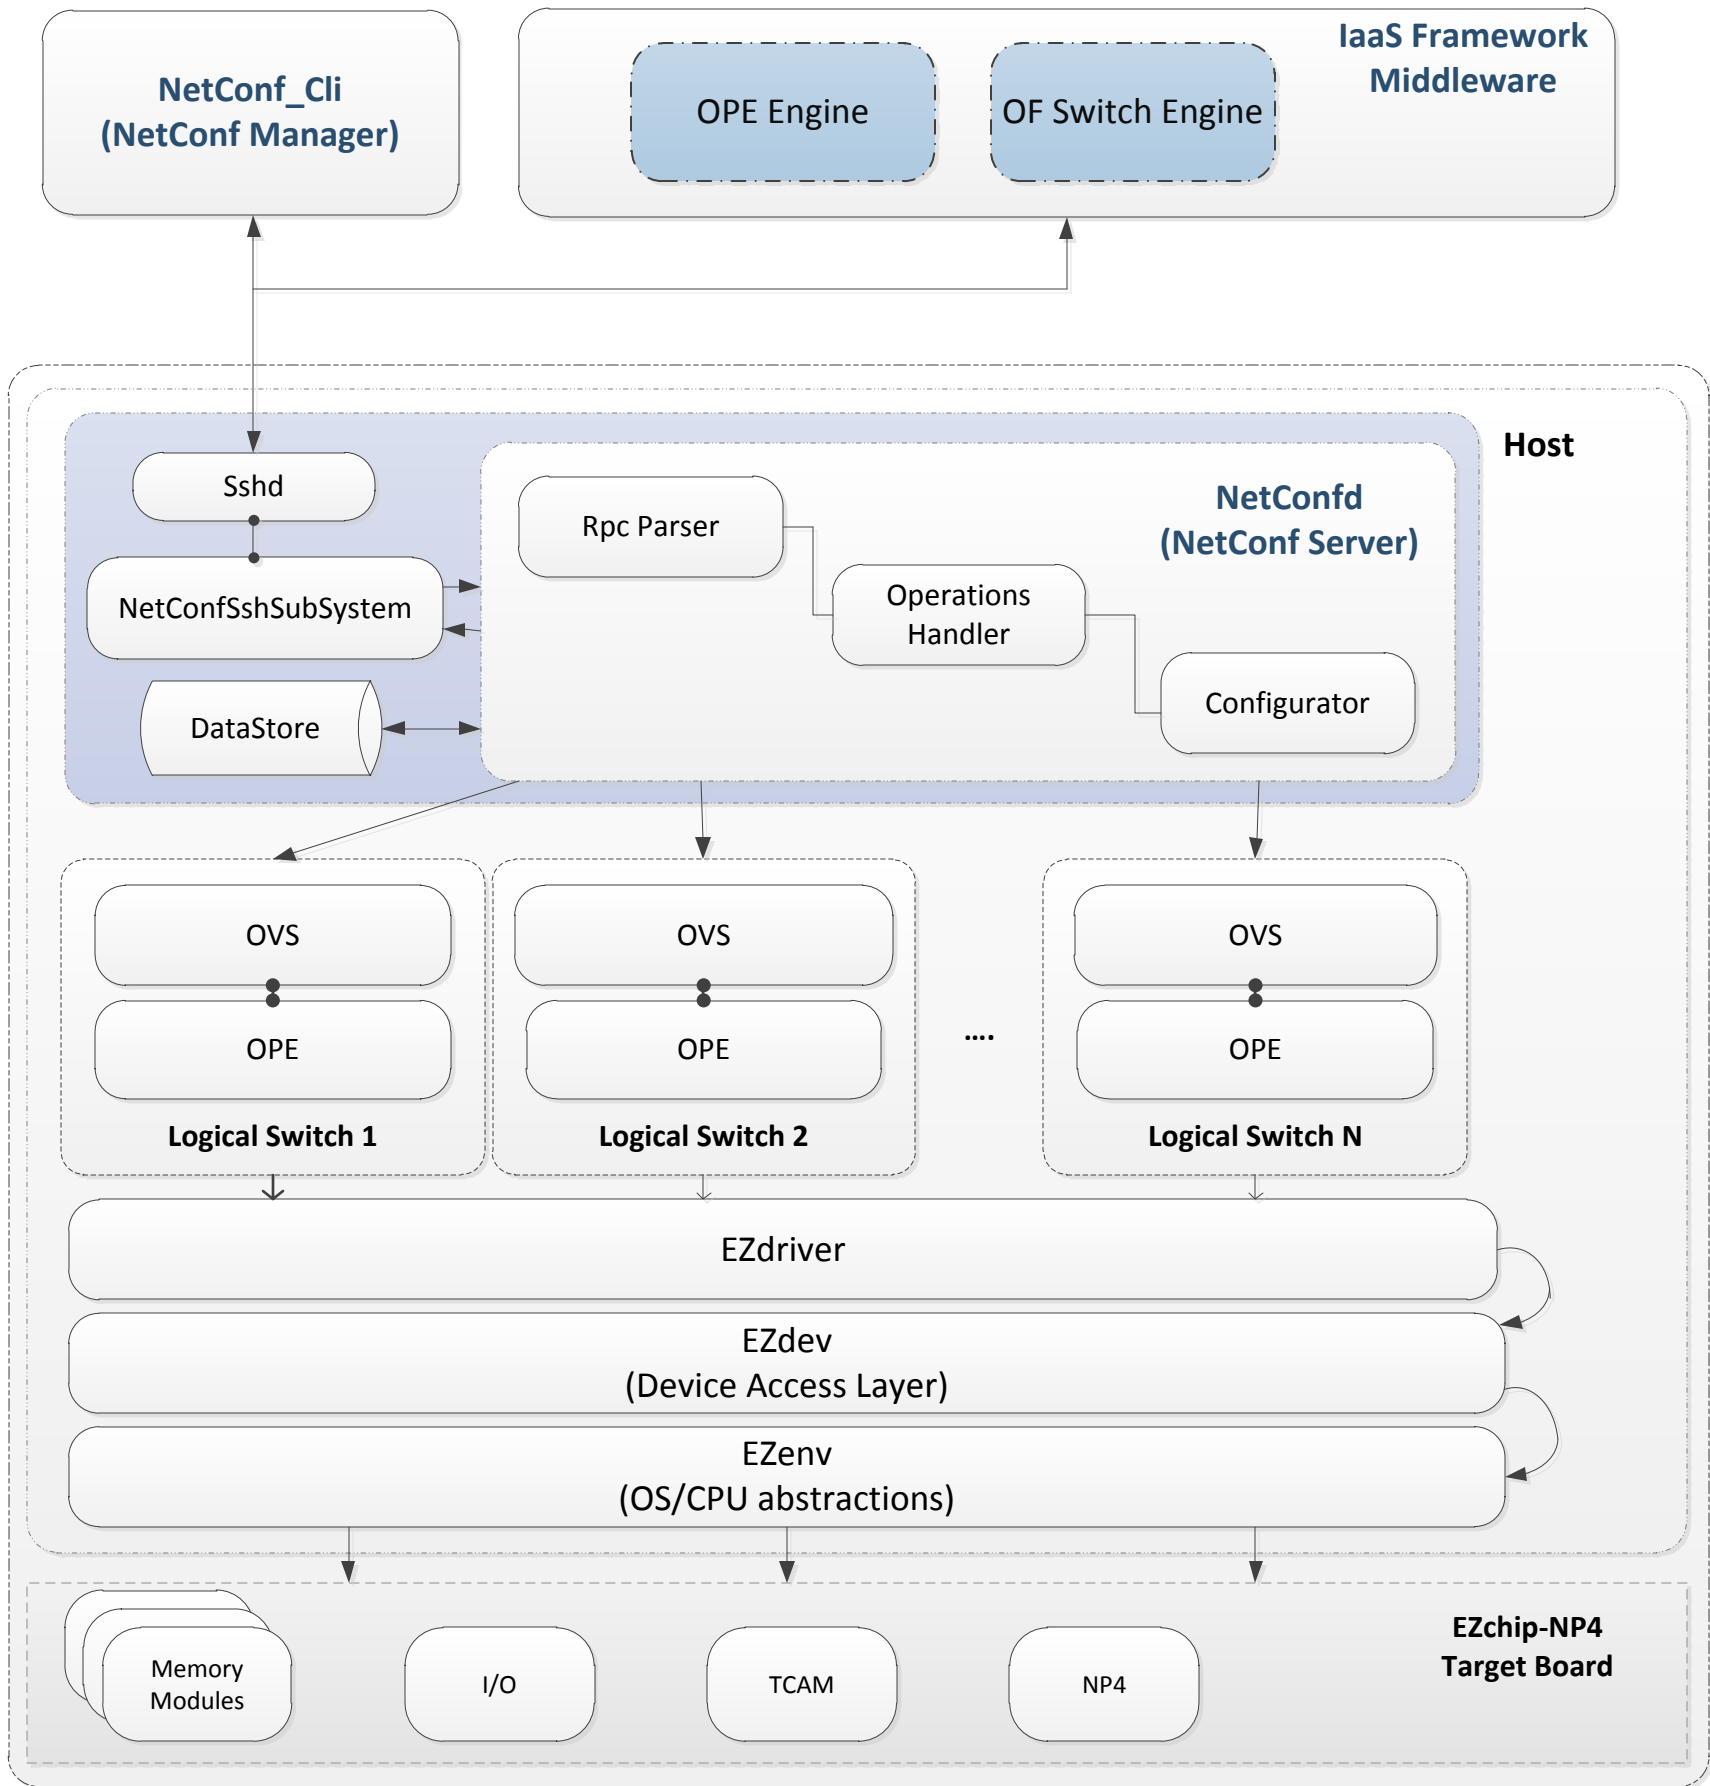 NetConf_Cli
(NetConf Manager)
IaaS Framework
Middleware
OPE Engine
OF Switch Engine
Host
Sshd
NetConfSshSubSystem
DataStore
Rpc Parser
NetConfd
(NetConf Server)
Operations
Handler
Configurator
OVS
OPE
Logical Switch 1
OVS
OPE
Logical Switch 2
....
OVS
OPE
Logical Switch N
EZdriver
EZdev
(Device Access Layer)
EZenv
(OS/CPU abstractions)
Memory
Modules
I/O
TCAM
NP4
EZchip-NP4
Target Board